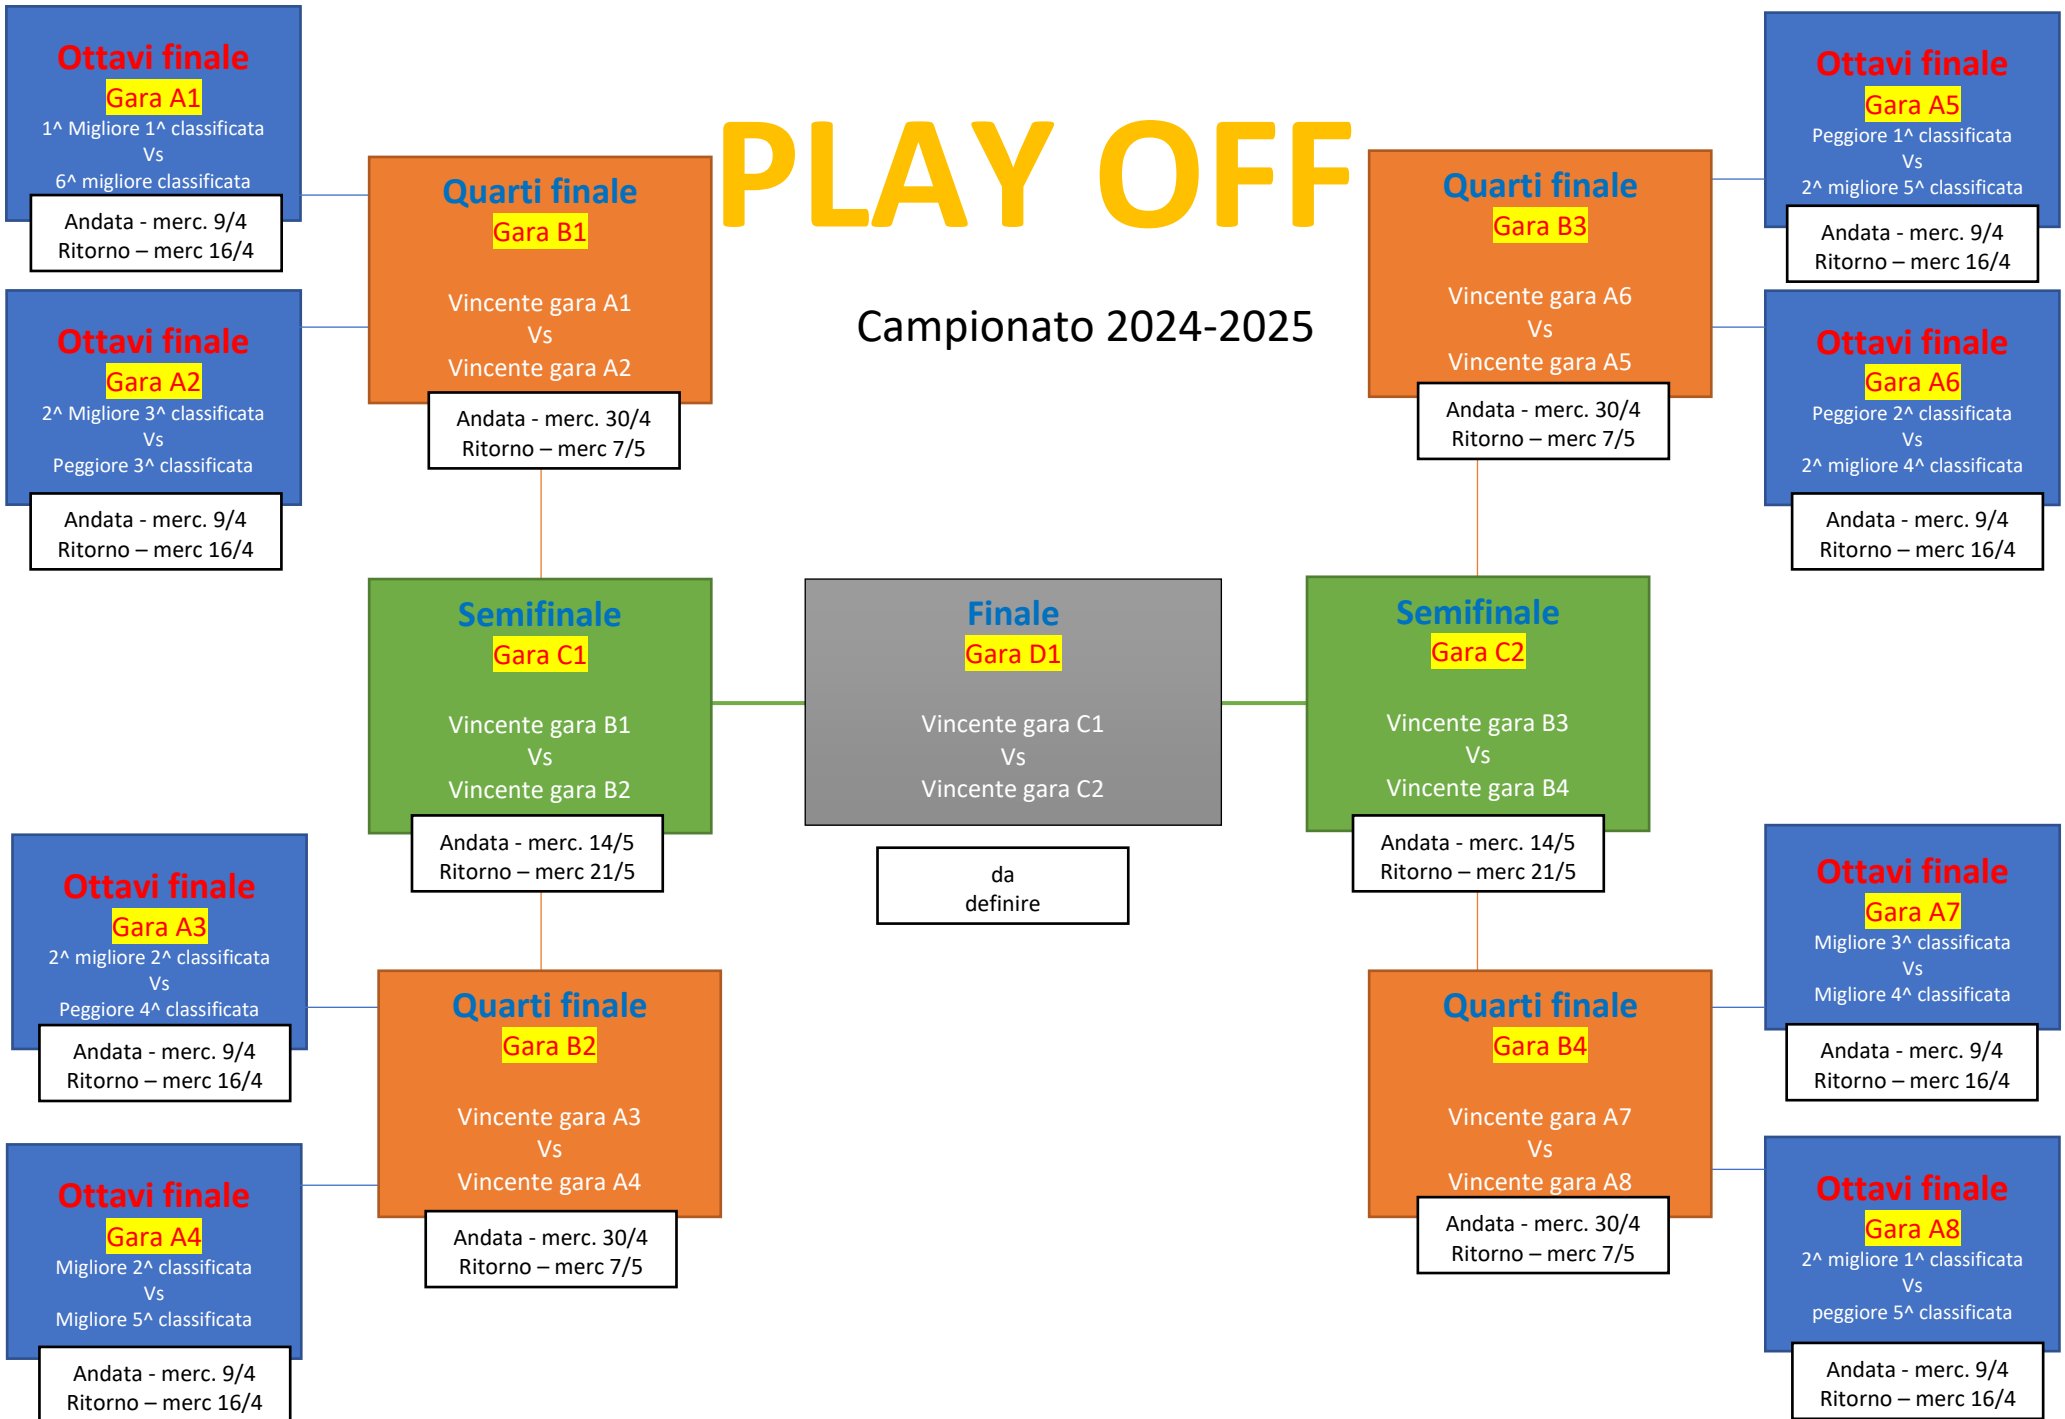 PLAY OFF
Campionato 2024-2025
Ottavi finale
Gara A1
1^ Migliore 1^ classificata
Vs
6^ migliore classificata
Andata - merc. 9/4
Ritorno – merc 16/4
Ottavi finale
Gara A2
2^ Migliore 3^ classificata
Vs
Peggiore 3^ classificata
Andata - merc. 9/4
Ritorno – merc 16/4
Quarti finale
Gara B1
Vincente gara A1
Vs
Vincente gara A2
Andata - merc. 30/4
Ritorno – merc 7/5
Semifinale
Gara C1
Vincente gara B1
Vs
Vincente gara B2
Andata - merc. 14/5
Ritorno – merc 21/5
Ottavi finale
Gara A3
2^ migliore 2^ classificata
Vs
Peggiore 4^ classificata
Andata - merc. 9/4
Ritorno – merc 16/4
Ottavi finale
Gara A4
Migliore 2^ classificata
Vs
Migliore 5^ classificata
Andata - merc. 9/4
Ritorno – merc 16/4
Quarti finale
Gara B2
Vincente gara A3
Vs
Vincente gara A4
Andata - merc. 30/4
Ritorno – merc 7/5
Finale
Gara D1
Vincente gara C1
Vs
Vincente gara C2
da
definire
Quarti finale
Gara B3
Vincente gara A6
Vs
Vincente gara A5
Andata - merc. 30/4
Ritorno – merc 7/5
Ottavi finale
Gara A5
Peggiore 1^ classificata
Vs
2^ migliore 5^ classificata
Andata - merc. 9/4
Ritorno – merc 16/4
Ottavi finale
Gara A6
Peggiore 2^ classificata
Vs
2^ migliore 4^ classificata
Andata - merc. 9/4
Ritorno – merc 16/4
Semifinale
Gara C2
Vincente gara B3
Vs
Vincente gara B4
Andata - merc. 14/5
Ritorno – merc 21/5
Quarti finale
Gara B4
Vincente gara A7
Vs
Vincente gara A8
Andata - merc. 30/4
Ritorno – merc 7/5
Ottavi finale
Gara A7
Migliore 3^ classificata
Vs
Migliore 4^ classificata
Andata - merc. 9/4
Ritorno – merc 16/4
Ottavi finale
Gara A8
2^ migliore 1^ classificata
Vs
peggiore 5^ classificata
Andata - merc. 9/4
Ritorno – merc 16/4